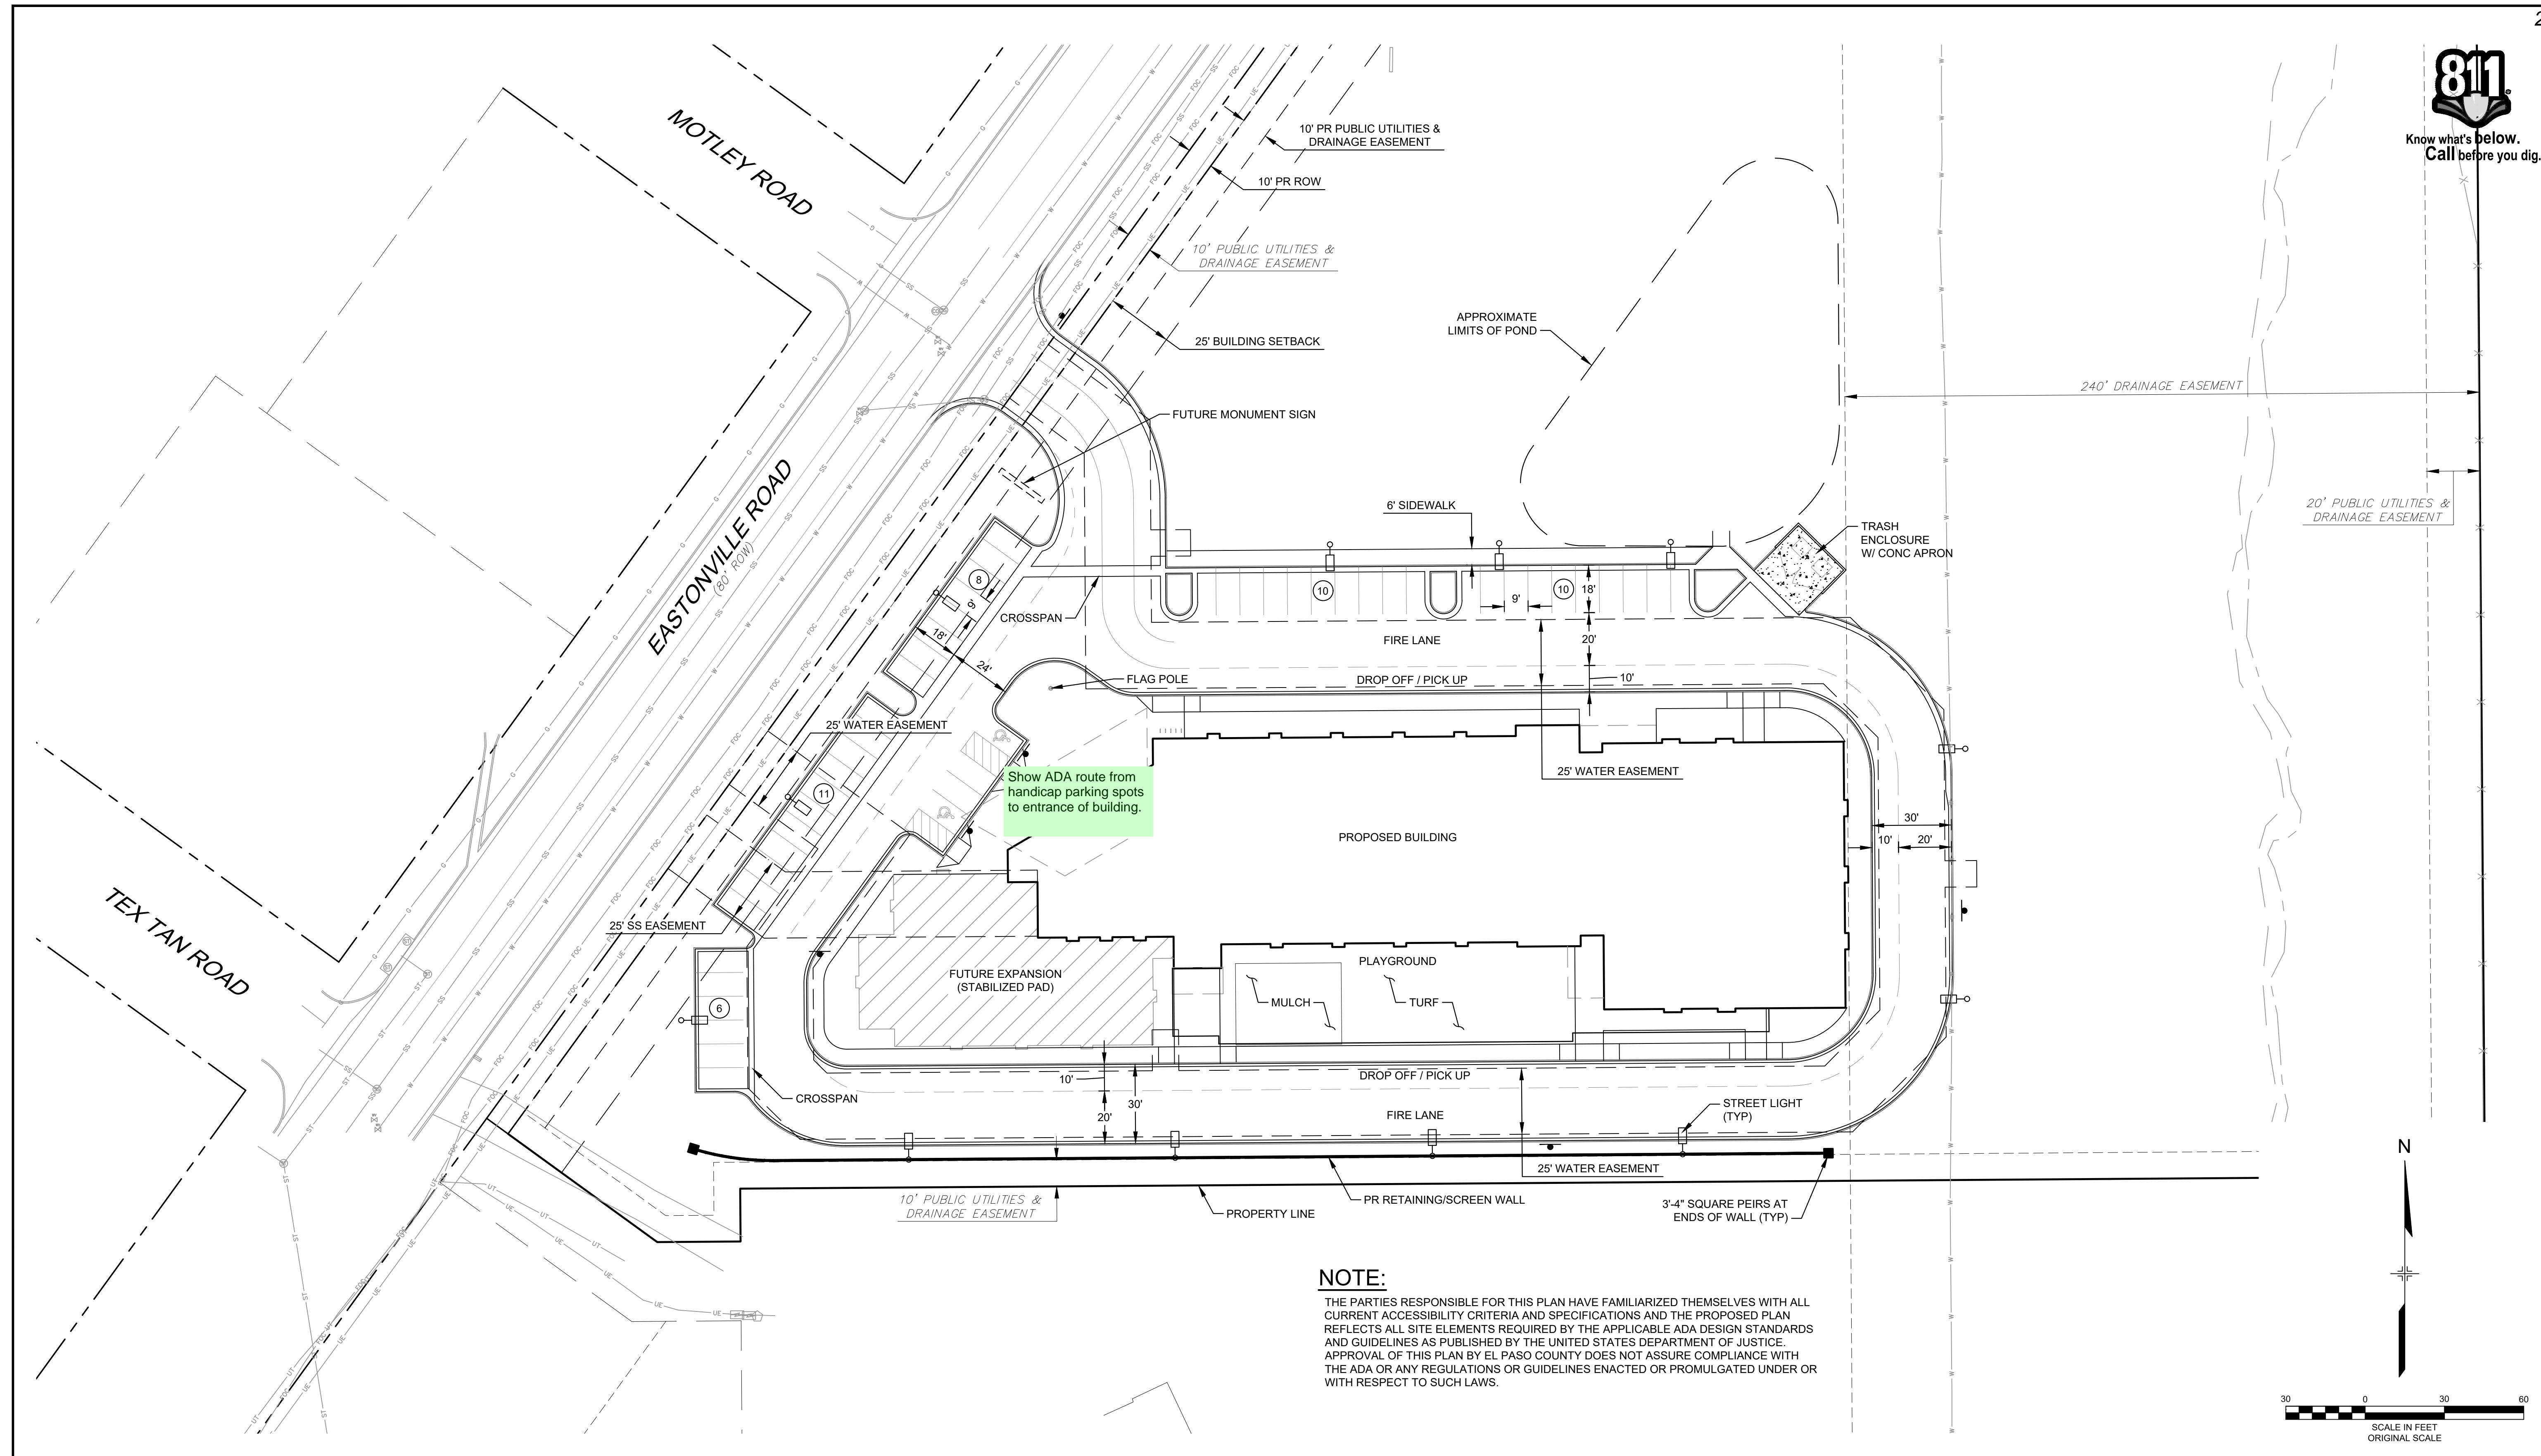 2
811
Know what's below.
Call before you dig.
MOTLEY ROAD
10' PR PUBLIC UTILITIES &
DRAINAGE EASEMENT
10' PR ROW
10' PUBLIC UTILITIES &
DRAINAGE EASEMENT
25' BUILDING SETBACK
APPROXIMATE
LIMITS OF POND
240' DRAINAGE EASEMENT
FUTURE MONUMENT SIGN
EASTONVILLE ROAD
(80' ROW)
6' SIDEWALK
20' PUBLIC UTILITIES &
DRAINAGE EASEMENT
TRASH
ENCLOSURE
W/ CONC APRON
8
9'
18'
24'
CROSSPAN
10
9'
10
18'
FIRE LANE
20'
FLAG POLE
DROP OFF / PICK UP
10'
25' WATER EASEMENT
25' WATER EASEMENT
Show ADA route from
handicap parking spots
to entrance of building.
11
PROPOSED BUILDING
30'
10'
20'
TEX TAN ROAD
25' SS EASEMENT
FUTURE EXPANSION
(STABILIZED PAD)
PLAYGROUND
MULCH
TURF
6
10'
DROP OFF / PICK UP
CROSSPAN
30'
20'
FIRE LANE
STREET LIGHT
(TYP)
25' WATER EASEMENT
10' PUBLIC UTILITIES &
DRAINAGE EASEMENT
PROPERTY LINE
PR RETAINING/SCREEN WALL
3'-4" SQUARE PEIRS AT
ENDS OF WALL (TYP)
N
NOTE:
THE PARTIES RESPONSIBLE FOR THIS PLAN HAVE FAMILIARIZED THEMSELVES WITH ALL
CURRENT ACCESSIBILITY CRITERIA AND SPECIFICATIONS AND THE PROPOSED PLAN
REFLECTS ALL SITE ELEMENTS REQUIRED BY THE APPLICABLE ADA DESIGN STANDARDS
AND GUIDELINES AS PUBLISHED BY THE UNITED STATES DEPARTMENT OF JUSTICE.
APPROVAL OF THIS PLAN BY EL PASO COUNTY DOES NOT ASSURE COMPLIANCE WITH
THE ADA OR ANY REGULATIONS OR GUIDELINES ENACTED OR PROMULGATED UNDER OR
WITH RESPECT TO SUCH LAWS.
30 0 30 60
SCALE IN FEET
ORIGINAL SCALE